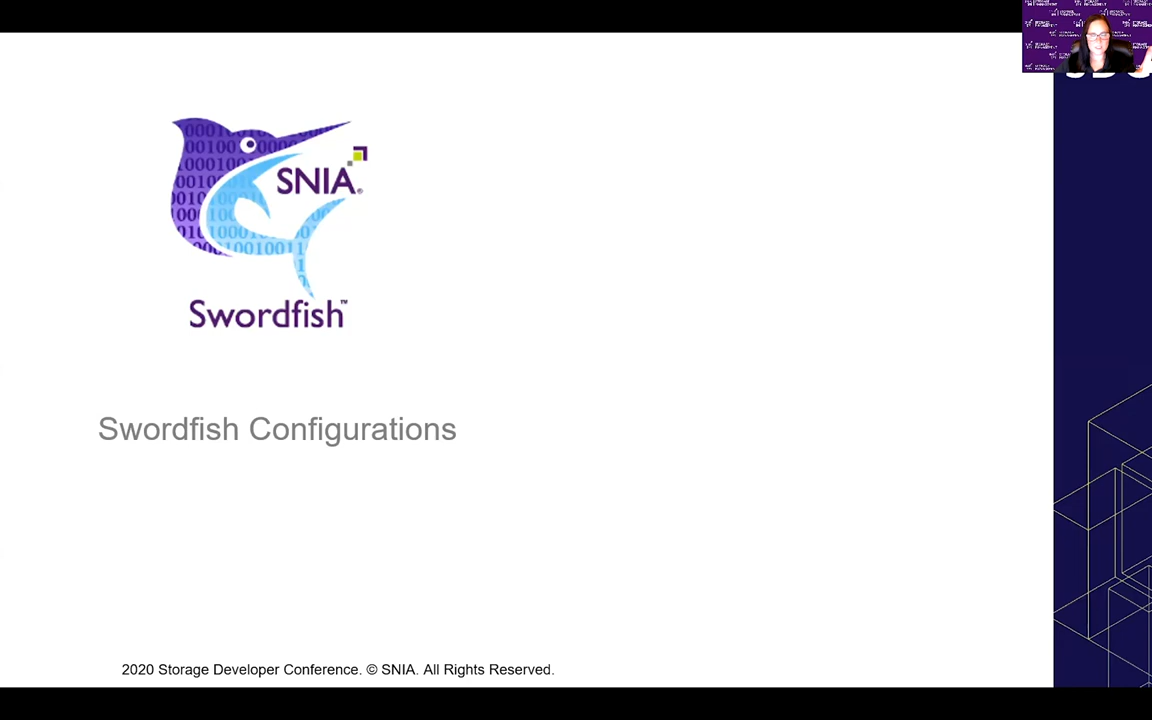 SNIA
Swordfish™
Swordfish Configurations
2020 Storage Developer Conference. © SNIA. All Rights Reserved.